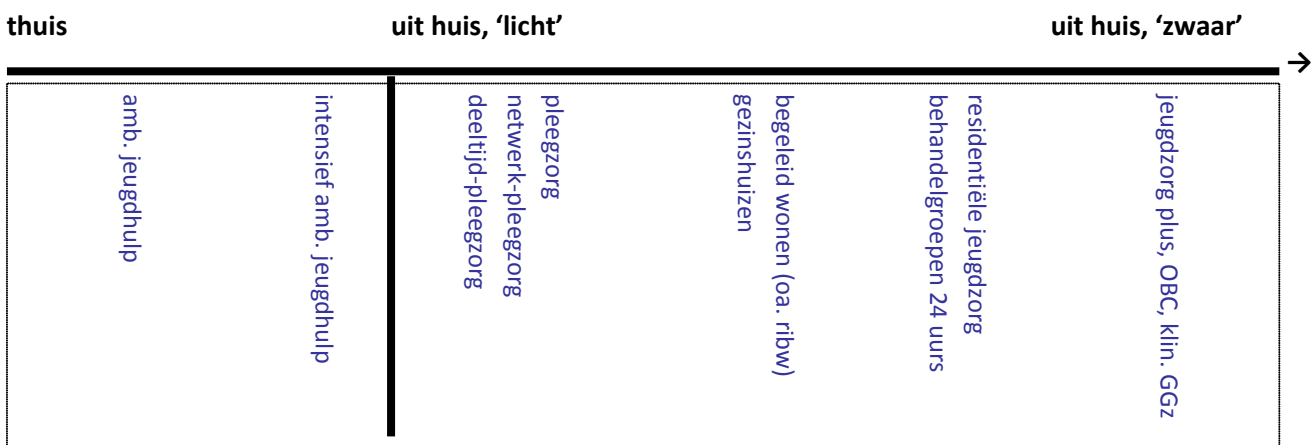 thuis
uit huis, ‘licht’
uit huis, ‘zwaar’
→
amb. jeugdhulp
intensief amb. jeugdhulp
pleegzorg
netwerk-pleegzorg
deeltijd-pleegzorg
begeleid wonen (oa. ribw)
gezinshuizen
residentiële jeugdzorg
behandelgroepen 24 uurs
jeugdzorg plus, OBC, klin. GGz